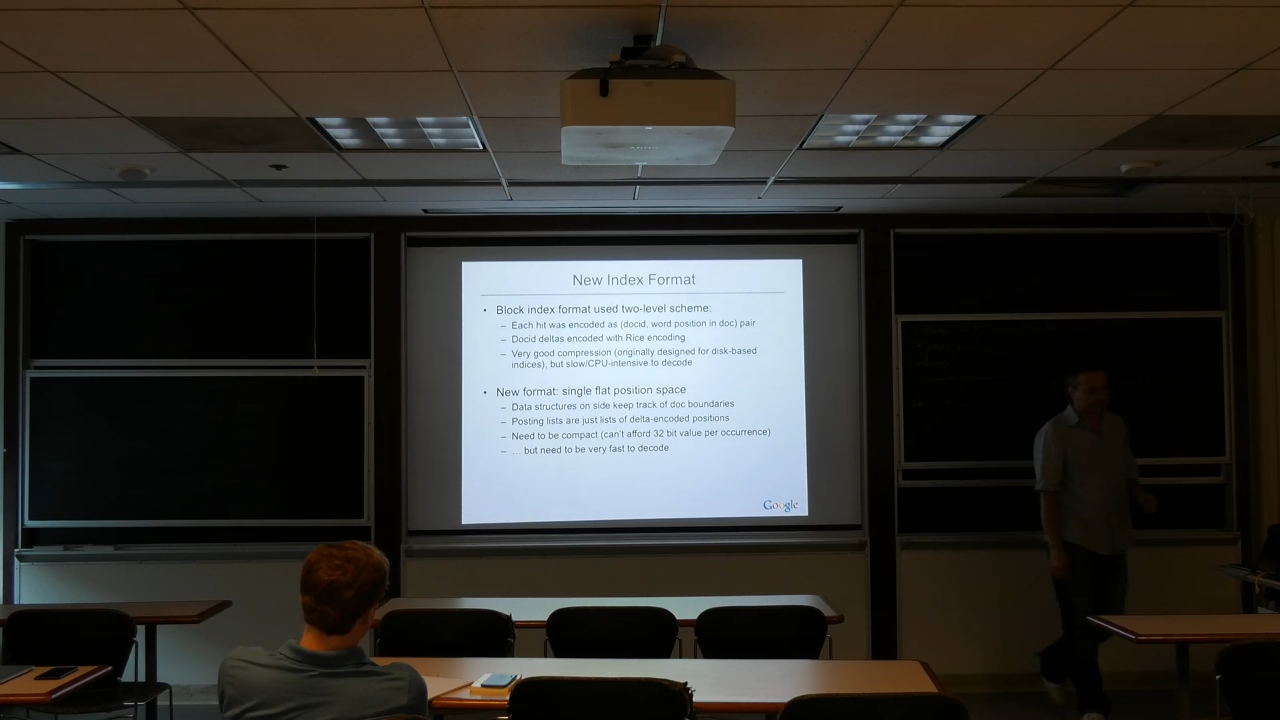 New Index Format
• Block index format used two-level scheme:
– Each hit was encoded as (docid, word position in doc) pair
– Docid deltas encoded with Rice encoding
– Very good compression (originally designed for disk-based
indices), but slow/CPU-intensive to decode
• New format: single flat position space
– Data structures on side keep track of doc boundaries
– Posting lists are just lists of delta-encoded positions
– Need to be compact (can't afford 32 bit value per occurrence)
– … but need to be very fast to decode
Google